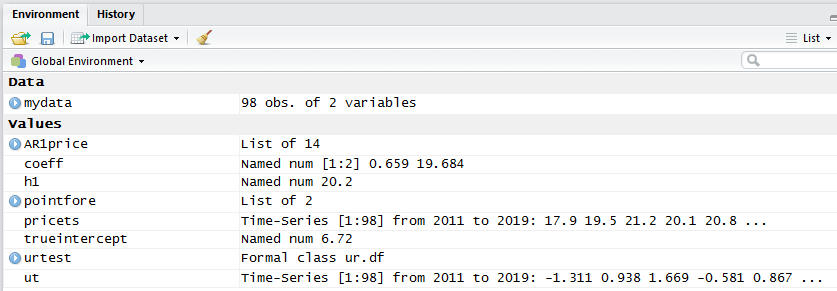 Environment History
Import Dataset List
Global Environment
Data
mydata 98 obs. of 2 variables
Values
AR1price List of 14
coeff Named num [1:2] 0.659 19.684
h1 Named num 20.2
pointfore List of 2
pricets Time-Series [1:98] from 2011 to 2019: 17.9 19.5 21.2 20.1 20.8 ...
trueintercept Named num 6.72
urtest Formal class ur.df
ut Time-Series [1:98] from 2011 to 2019: -1.311 0.938 1.669 -0.581 0.867 ...